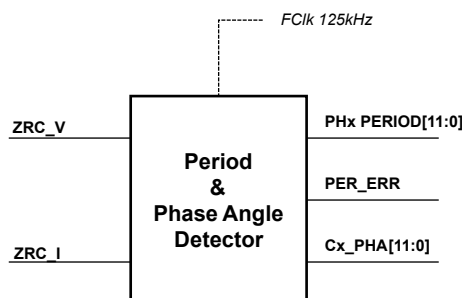 FClk 125kHz
ZRC_V
PHx PERIOD[11:0]
Period
&
Phase Angle
Detector
PER_ERR
ZRC_I
Cx_PHA[11:0]